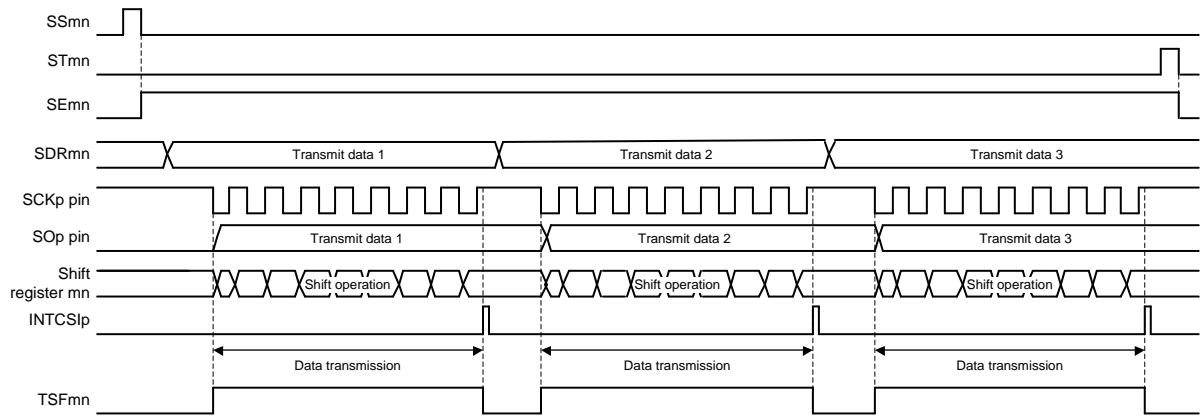 SSmn
STmn
SEmn
SDRmn
Transmit data 1
Transmit data 2
Transmit data 3
SCKp pin
SOp pin
Transmit data 1
Transmit data 2
Transmit data 3
Shift
register mn
Shift operation
Shift operation
Shift operation
INTCSIp
Data transmission
Data transmission
Data transmission
TSFmn